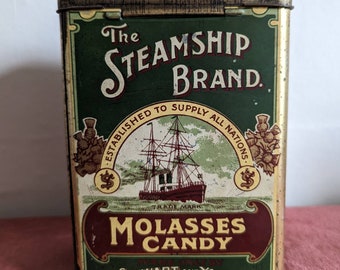 The
STEAMSHIP
BRAND.
ESTABLISHED TO SUPPLY ALL NATIONS
TRADE MARK
MOLASSES
CANDY